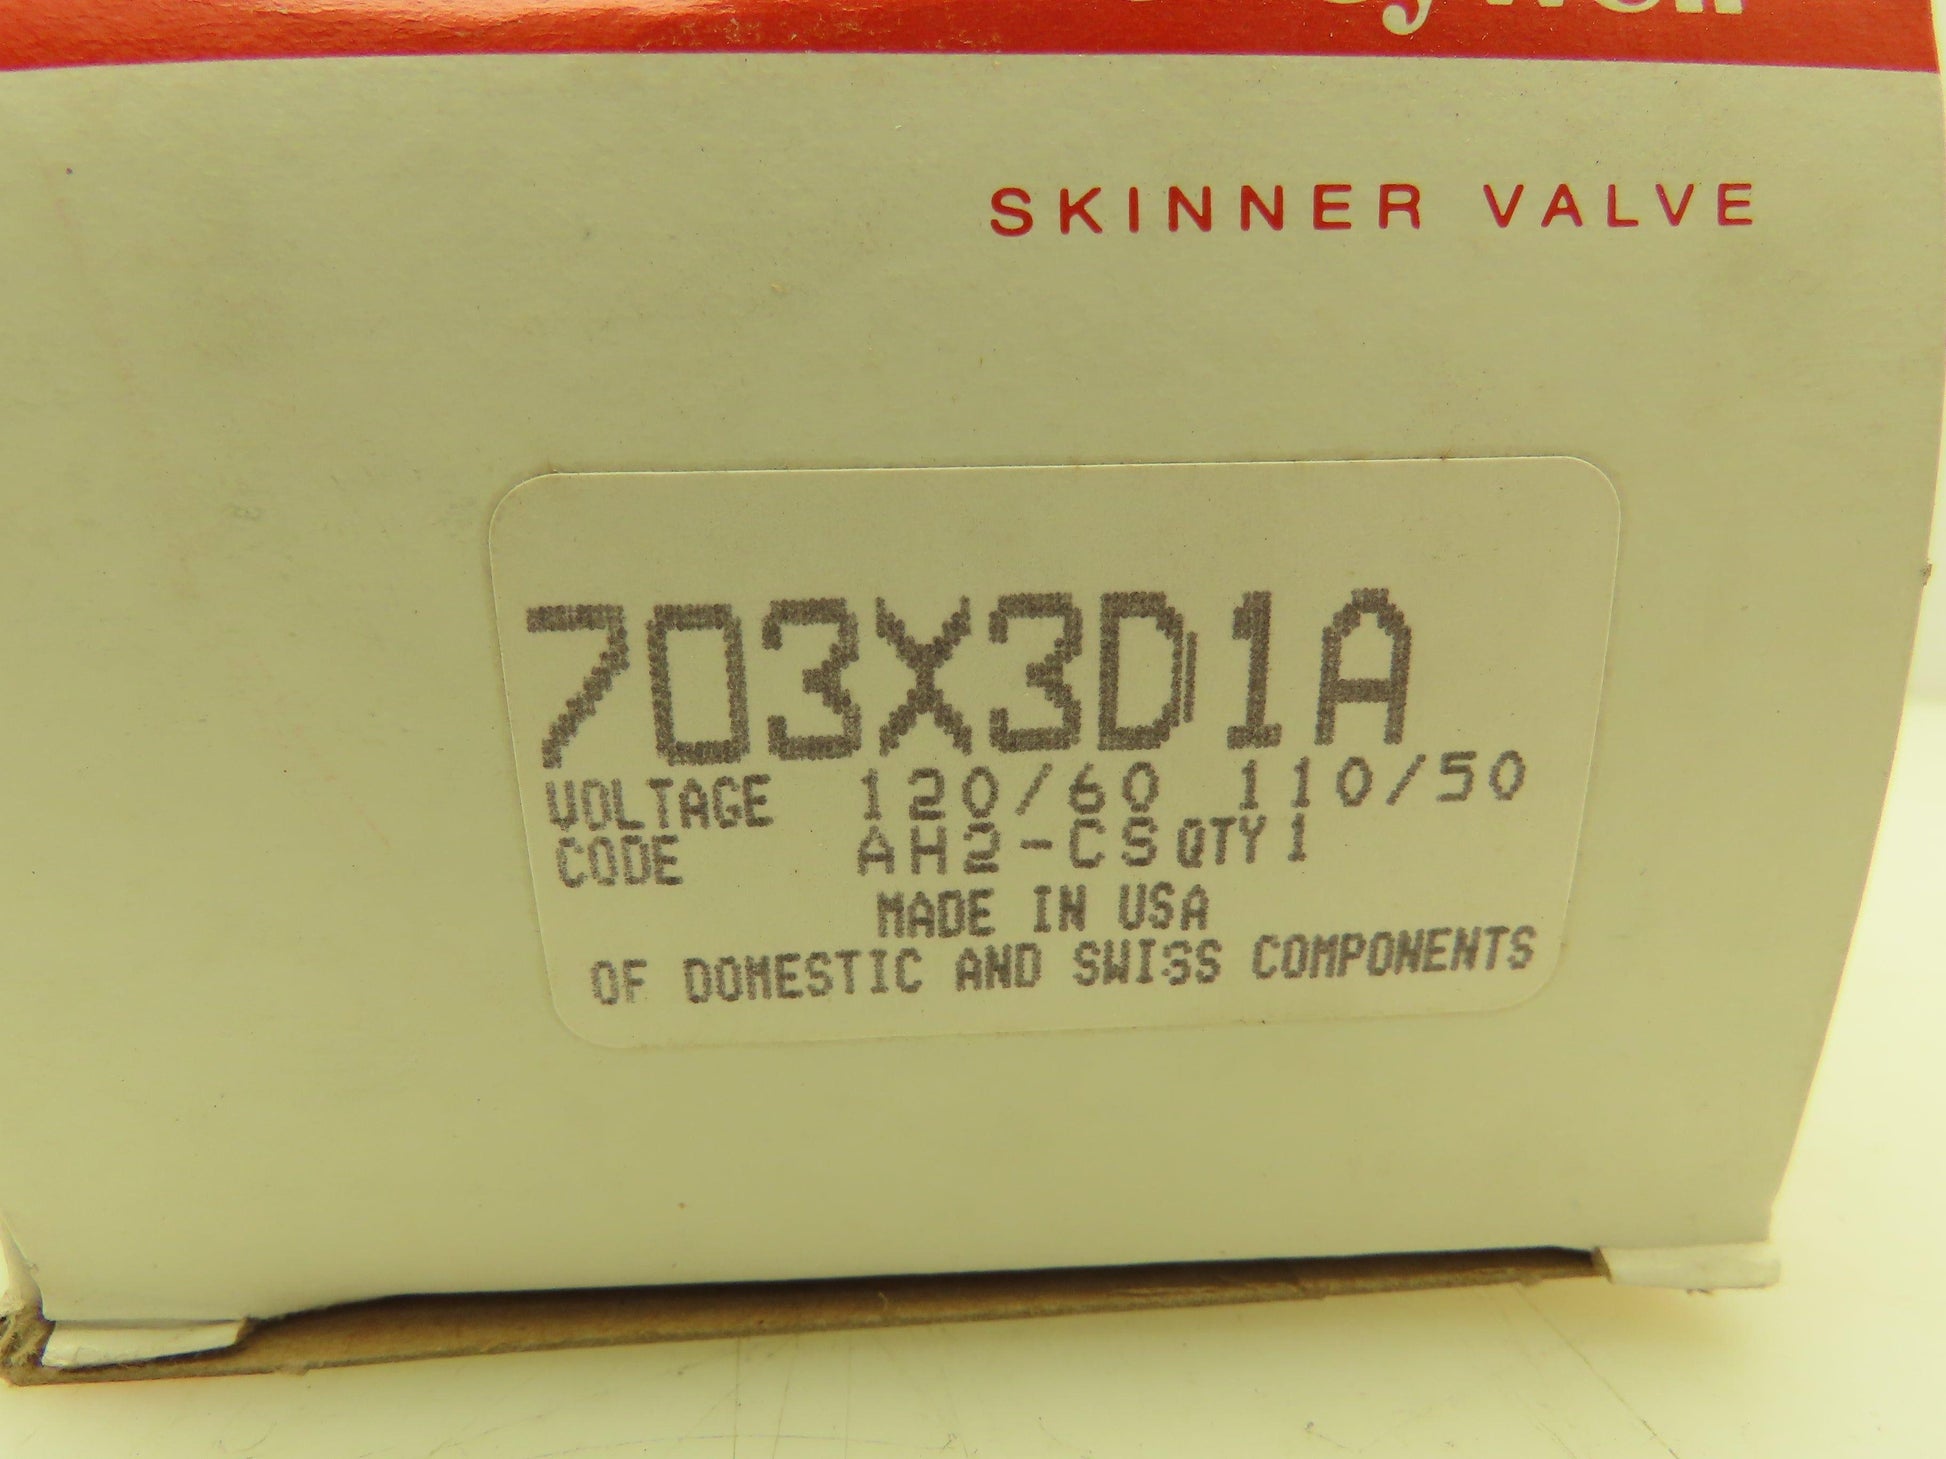 SKINNER VALVE
703X3D1A
VOLTAGE 120/60 110/50
CODE AH2-CS QTY 1
MADE IN USA
OF DOMESTIC AND SWISS COMPONENTS